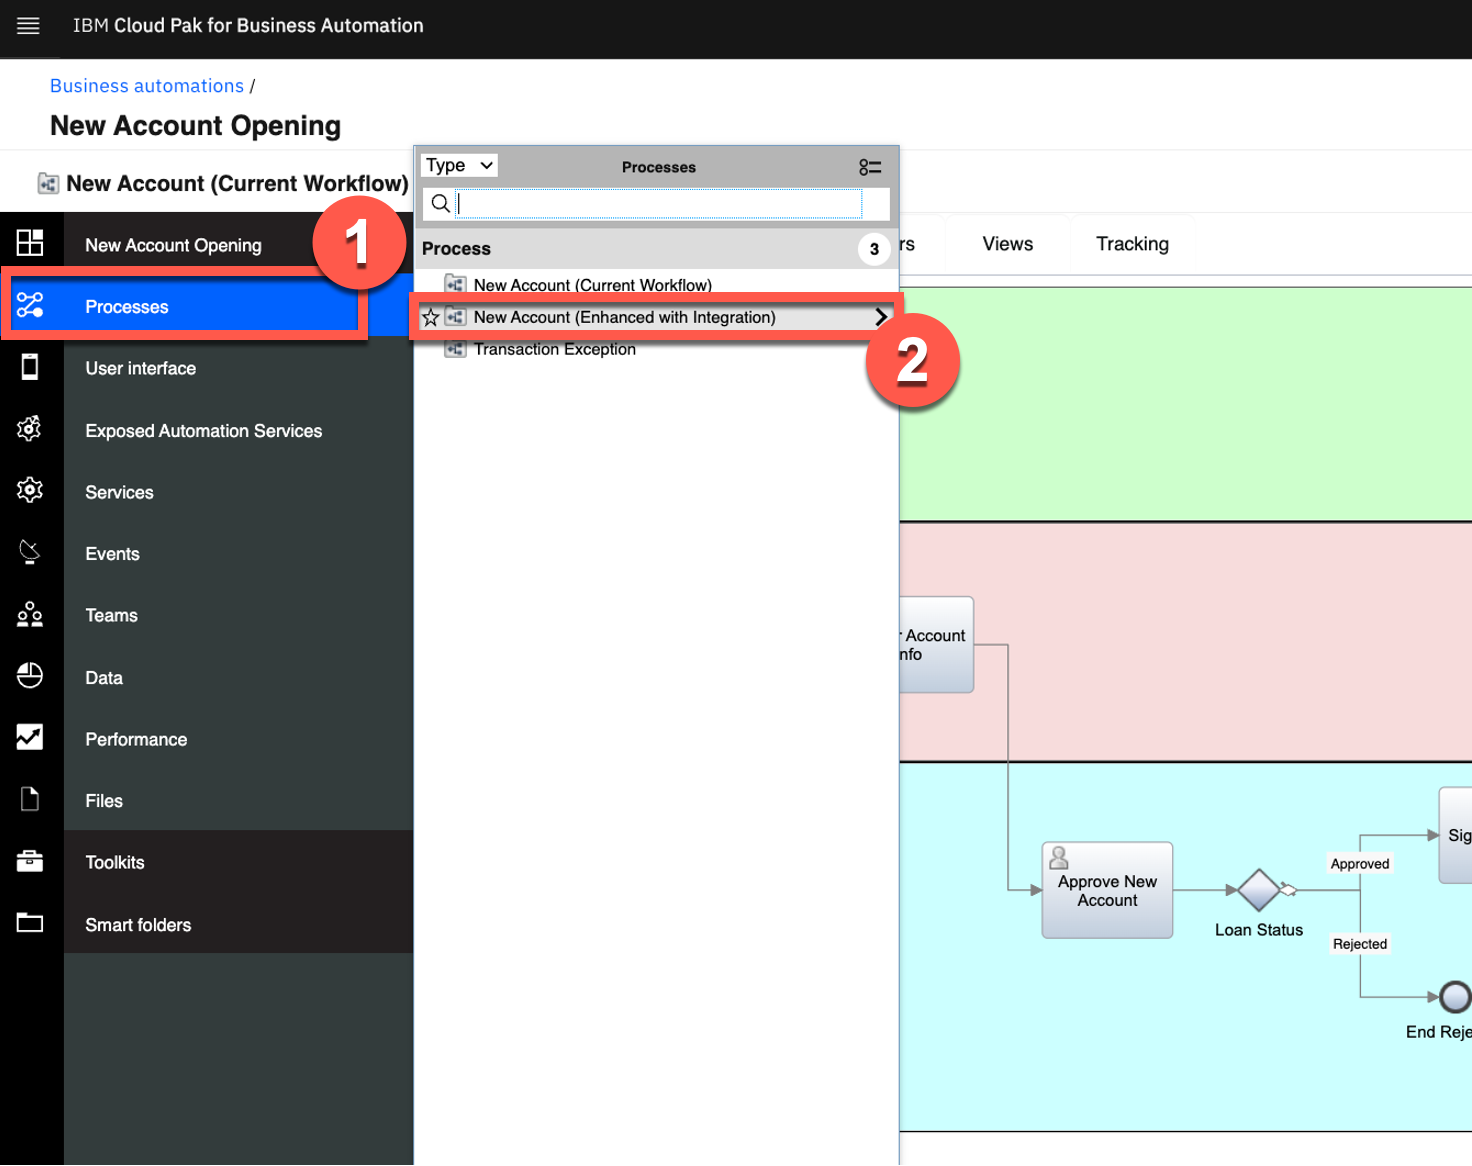 IBM Cloud Pak for Business Automation
Business automations /
New Account Opening
New Account (Current Workflow)
Type
Processes
Process
3
New Account (Current Workflow)
New Account (Enhanced with Integration)
Transaction Exception
1
2
New Account Opening
Processes
User interface
Exposed Automation Services
Services
Events
Teams
Data
Performance
Files
Toolkits
Smart folders
rs
Views
Tracking
r Account
nfo
Approve New
Account
Loan Status
Approved
Rejected
Sig
End Reje